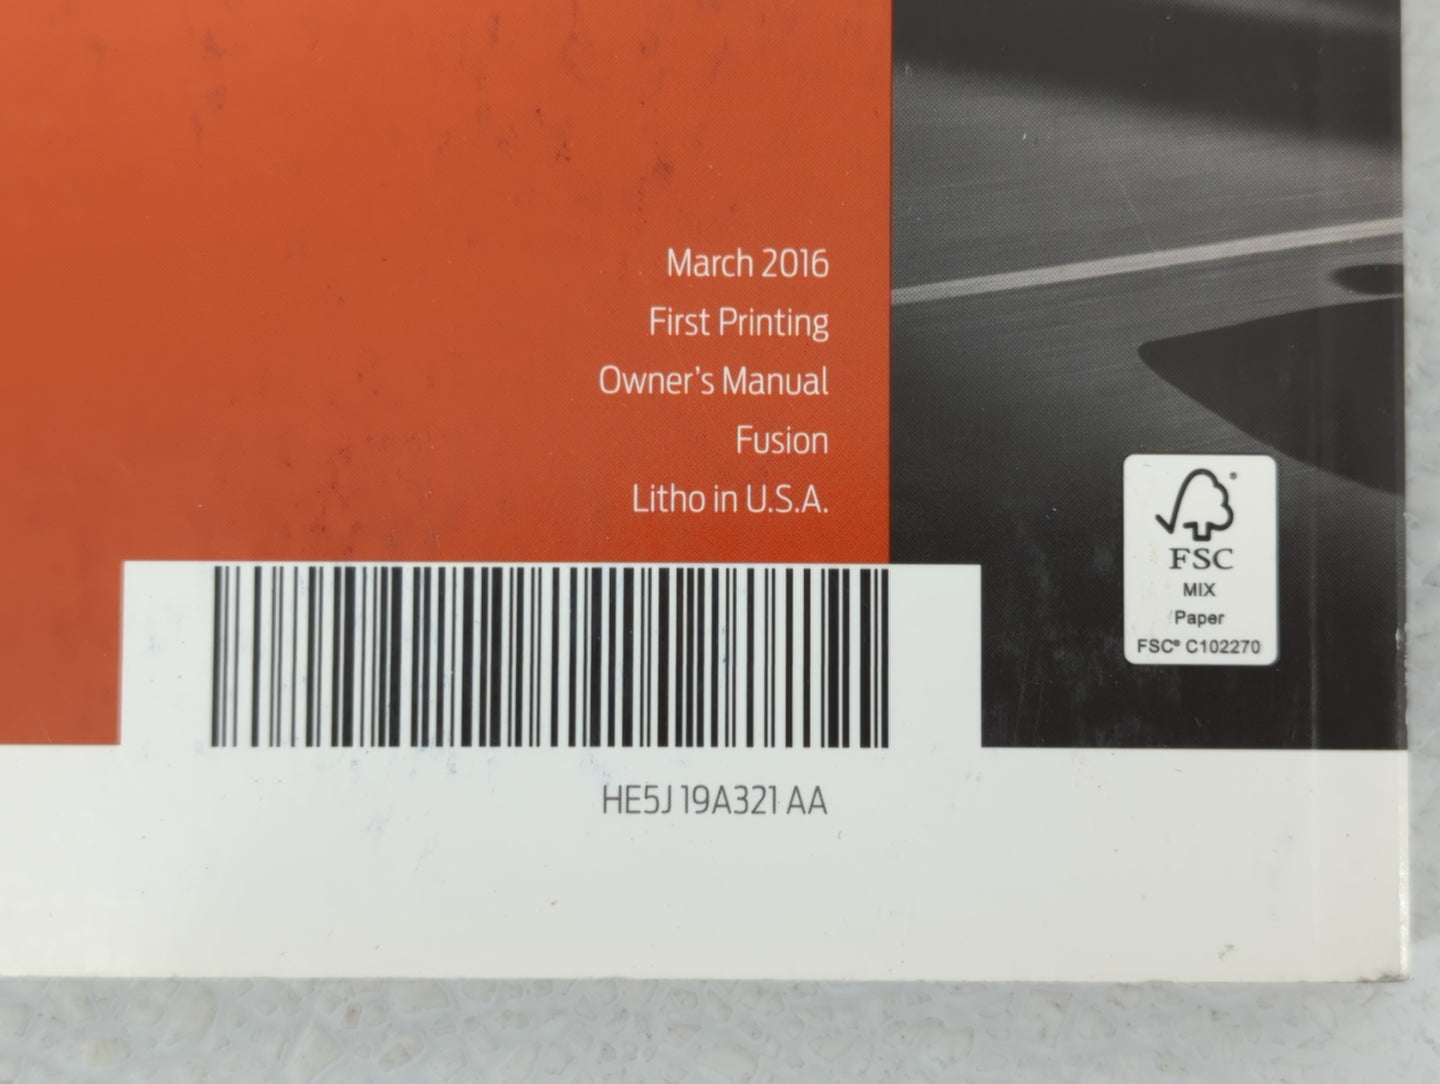 March 2016
First Printing
Owner's Manual
Fusion
Litho in U.S.A.
HE5J 19A321 AA
FSC
MIX
Paper
FSC® C102270